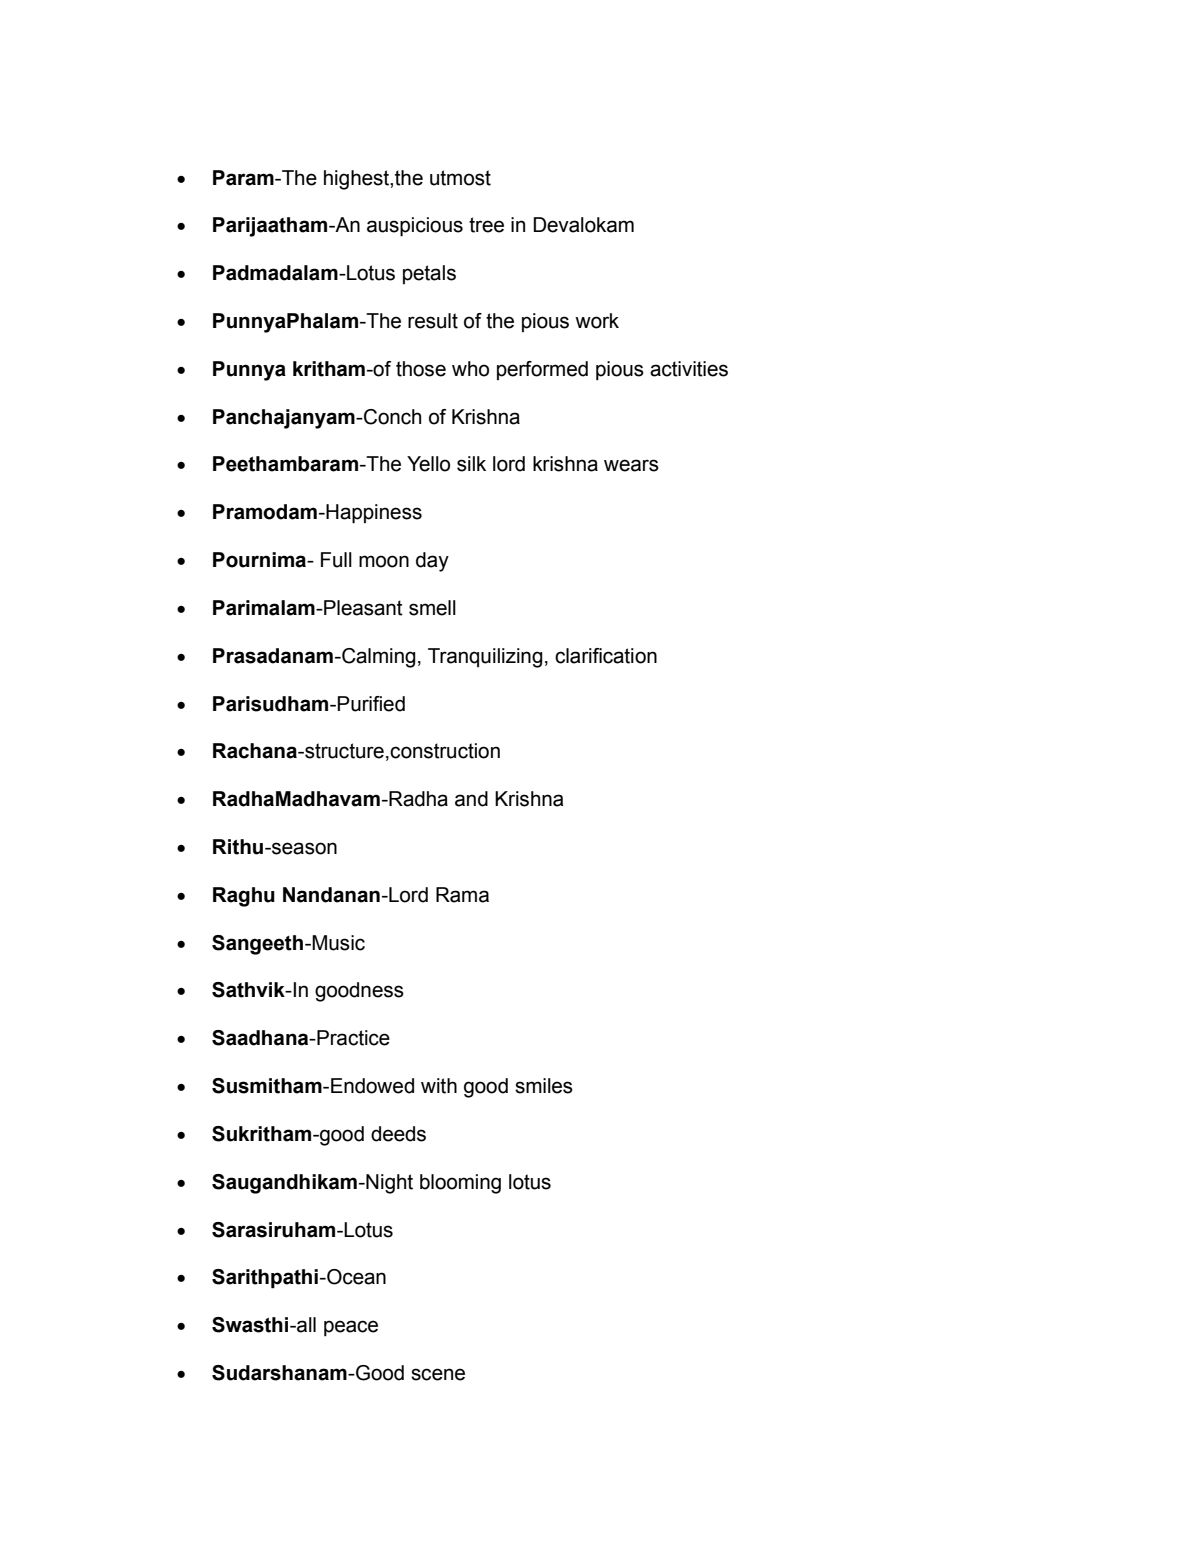 • Param-The highest,the utmost
• Parijaatham-An auspicious tree in Devalokam
• Padmadalam-Lotus petals
• PunnyaPhalam-The result of the pious work
• Punnya kritham-of those who performed pious activities
• Panchajanyam-Conch of Krishna
• Peethambaram-The Yello silk lord krishna wears
• Pramodam-Happiness
• Pournima- Full moon day
• Parimalam-Pleasant smell
• Prasadanam-Calming, Tranquilizing, clarification
• Parisudham-Purified
• Rachana-structure,construction
• RadhaMadhavam-Radha and Krishna
• Rithu-season
• Raghu Nandanan-Lord Rama
• Sangeeth-Music
• Sathvik-In goodness
• Saadhana-Practice
• Susmitham-Endowed with good smiles
• Sukritham-good deeds
• Saugandhikam-Night blooming lotus
• Sarasiruham-Lotus
• Sarithpathi-Ocean
• Swasthi-all peace
• Sudarshanam-Good scene